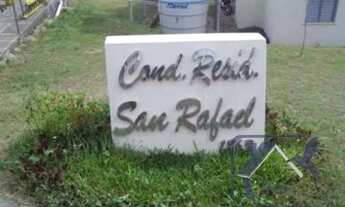 Cond. Resid.
San Rafael